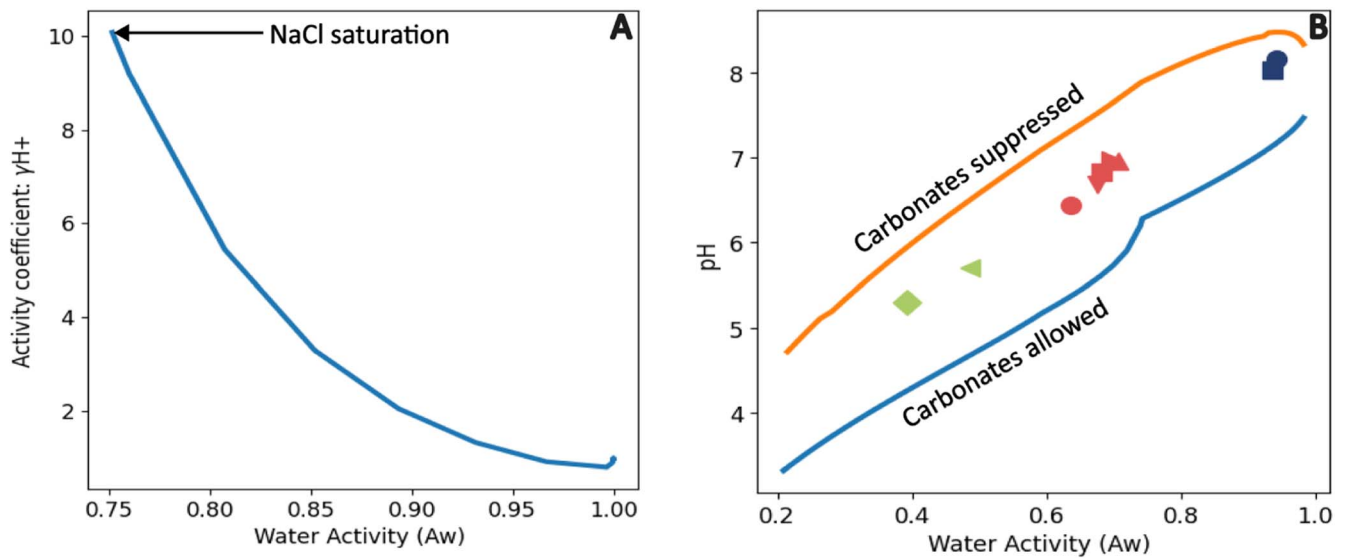 A
NaCl saturation
10
8
6
4
2
Activity coefficient: γH+
0.75 0.80 0.85 0.90 0.95 1.00
Water Activity (Aw)
B
Carbonates suppressed
Carbonates allowed
8
7
6
5
4
pH
0.2 0.4 0.6 0.8 1.0
Water Activity (Aw)